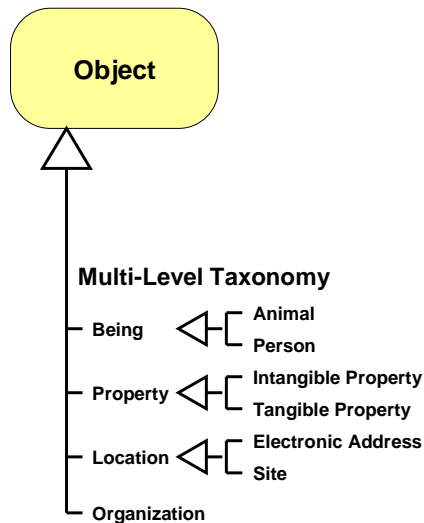 Object
Multi-Level Taxonomy
Being
Animal
Person
Property
Intangible Property
Tangible Property
Location
Electronic Address
Site
Organization